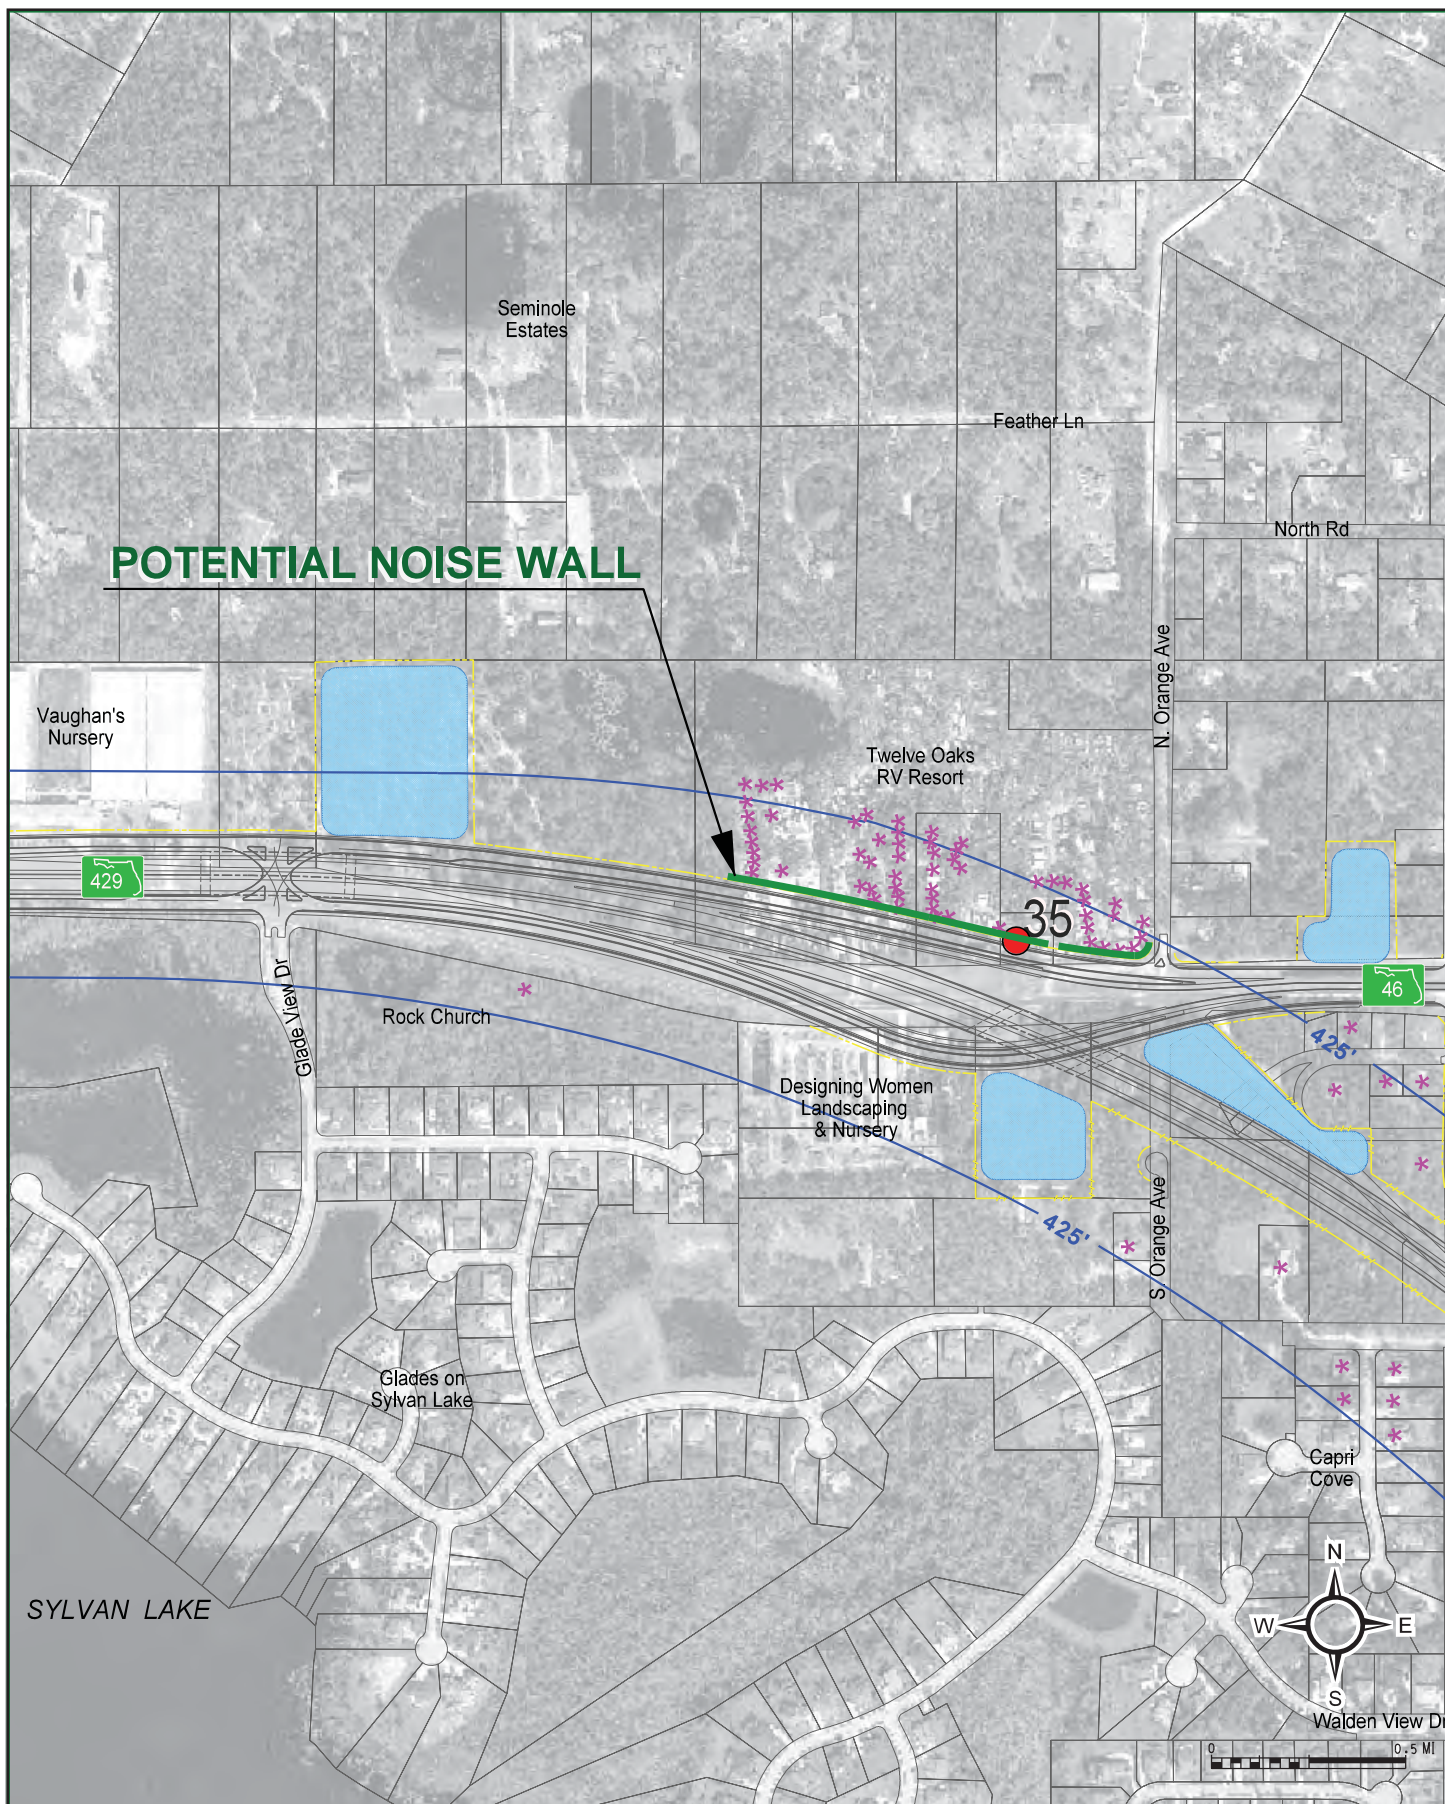 Seminole
Estates
Feather Ln
North Rd
POTENTIAL NOISE WALL
N. Orange Ave
Vaughan's
Nursery
Twelve Oaks
RV Resort
429
35
46
Glade View Dr
Rock Church
425'
Designing Women
Landscaping
& Nursery
S. Orange Ave
425'
Glades on
Sylvan Lake
Capri
Cove
SYLVAN LAKE
N
W E
S
Walden View Dr
0 0.5 MI